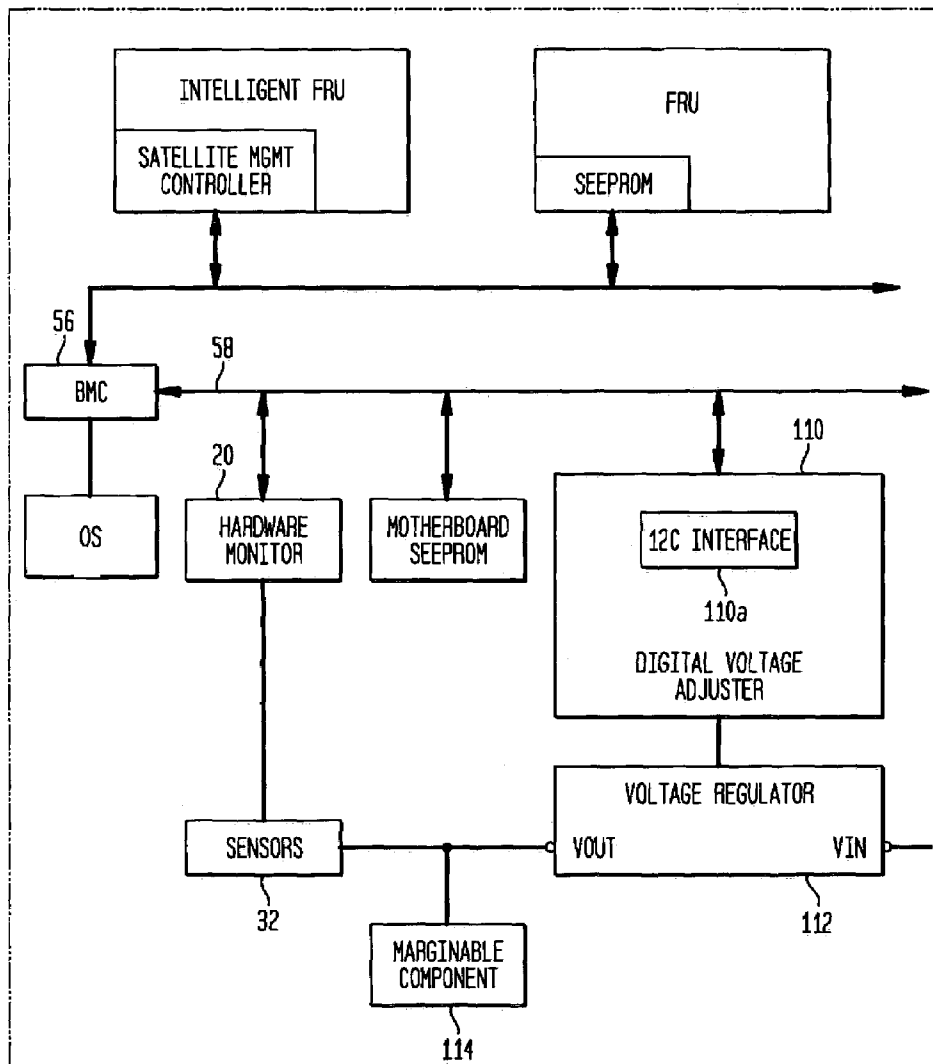 INTELLIGENT FRU
SATELLITE MGMT
CONTROLLER
FRU
SEEPROM
56
BMC
58
OS
20
HARDWARE
MONITOR
MOTHERBOARD
SEEPROM
110
12C INTERFACE
110a
DIGITAL VOLTAGE
ADJUSTER
VOLTAGE REGULATOR
VOUT
VIN
112
SENSORS
32
MARGINABLE
COMPONENT
114